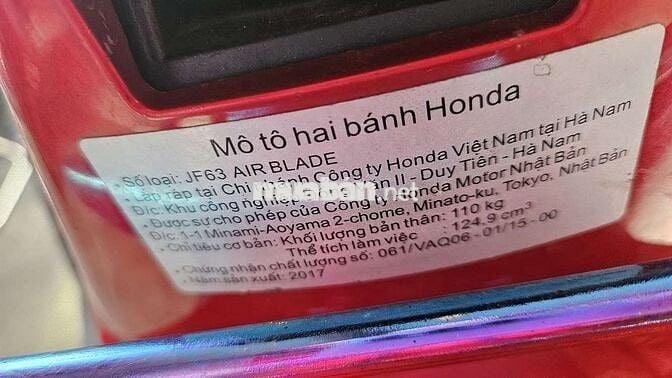 Mô tô hai bánh Honda
Số loại: JF63 AIR BLADE
• Lắp ráp tại Chi nhánh Công ty Honda Việt Nam tại Hà Nam
Đ/c: Khu công nghiệp Văn II - Duy Tiên - Hà Nam
• Được sự cho phép của Công ty Honda Motor Nhật Bản
Đ/c: 1-1 Minami-Aoyama 2-chome, Minato-ku, Tokyo, Nhật Bản
• Chỉ tiêu cơ bản: Khối lượng bản thân: 110 kg
Thể tích làm việc : 124.9 cm³
• Chứng nhận chất lượng số: 061/VAQ06 - 01/15 - 00
• Năm sản xuất: 2017